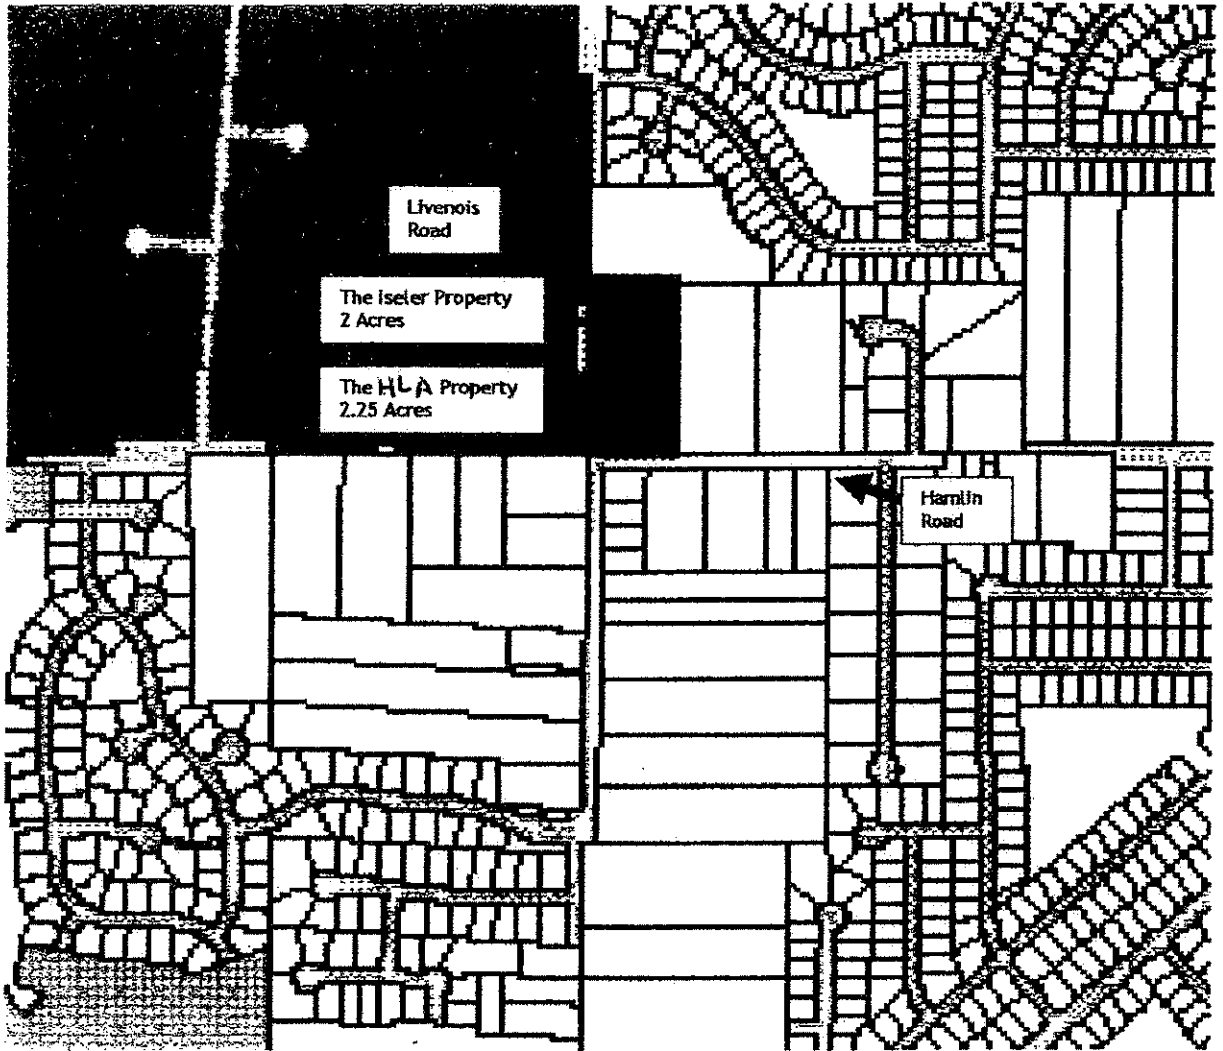 Livenois
Road
The Iseler Property
2 Acres
The HLA Property
2.25 Acres
Hamlin
Road